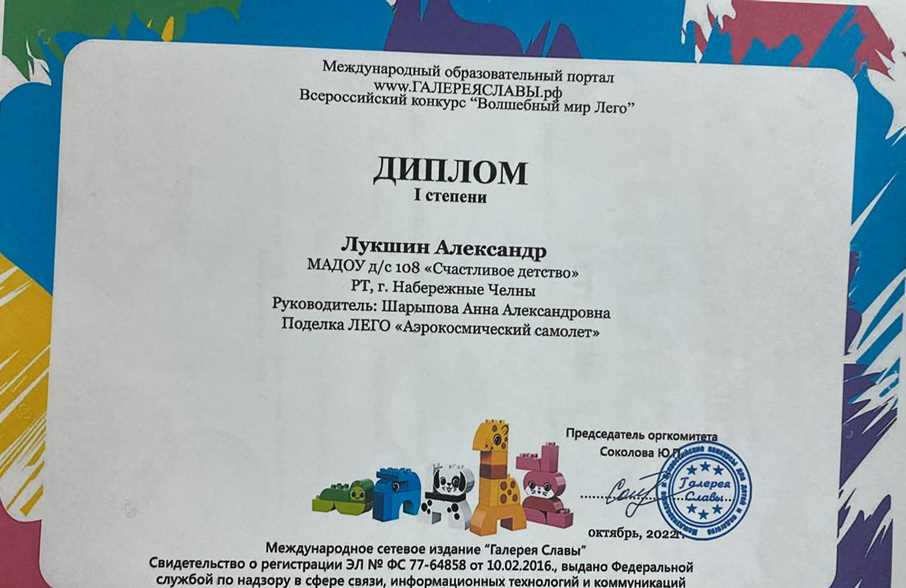 Международный образовательный портал
www.ГАЛЕРЕЯСЛАВЫ.рф
Всероссийский конкурс “Волшебный мир Лего”
ДИПЛОМ
I степени
Лукшин Александр
МАДОУ д/с 108 «Счастливое детство»
РТ, г. Набережные Челны
Руководитель: Шарыпова Анна Александровна
Поделка ЛЕГО «Аэрокосмический самолет»
Председатель оргкомитета
Соколова Ю.П.
Галерея
Славы
октябрь, 2022г.
Международное сетевое издание “Галерея Славы”
Свидетельство о регистрации ЭЛ № ФС 77-64858 от 10.02.2016., выдано Федеральной
службой по надзору в сфере связи, информационных технологий и коммуникаций